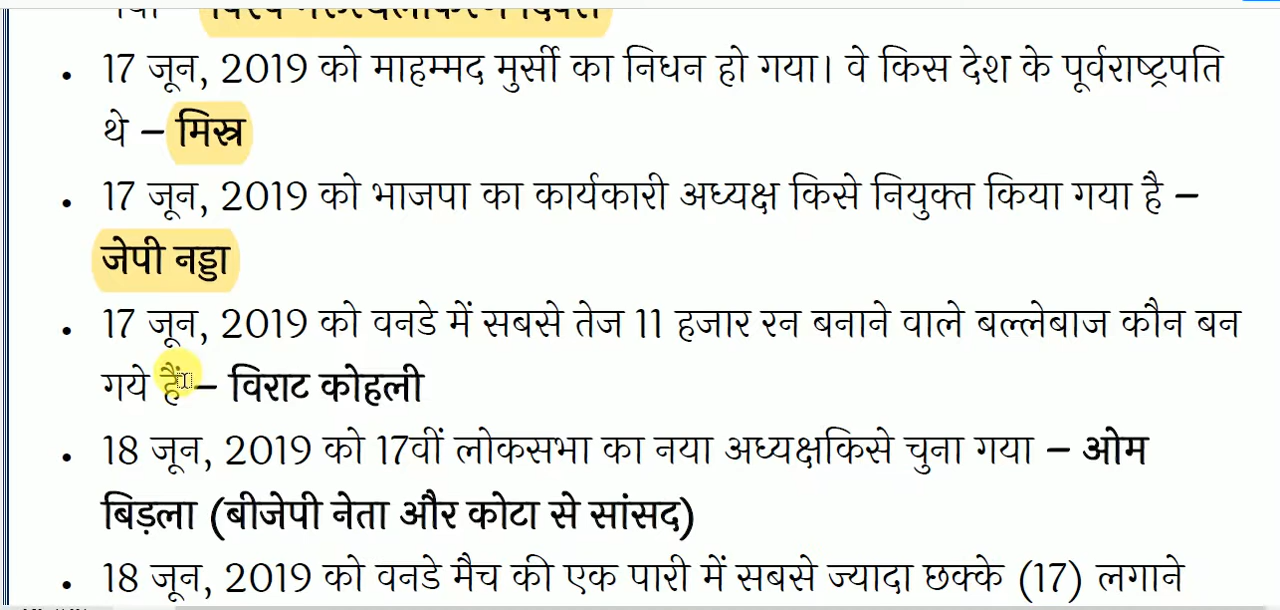 • 17 जून, 2019 को माहम्मद मुर्सी का निधन हो गया। वे किस देश के पूर्वराष्ट्रपति
थे – मिस्र
• 17 जून, 2019 को भाजपा का कार्यकारी अध्यक्ष किसे नियुक्त किया गया है –
जेपी नड्डा
• 17 जून, 2019 को वनडे में सबसे तेज 11 हजार रन बनाने वाले बल्लेबाज कौन बन
गये हैं – विराट कोहली
• 18 जून, 2019 को 17वीं लोकसभा का नया अध्यक्षकिसे चुना गया – ओम
बिड़ला (बीजेपी नेता और कोटा से सांसद)
• 18 जून, 2019 को वनडे मैच की एक पारी में सबसे ज्यादा छक्के (17) लगाने